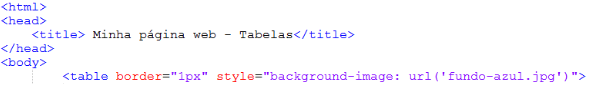 <html>
<head>
<title> Minha página web - Tabelas</title>
</head>
<body>
<table border="1px" style="background-image: url('fundo-azul.jpg')">